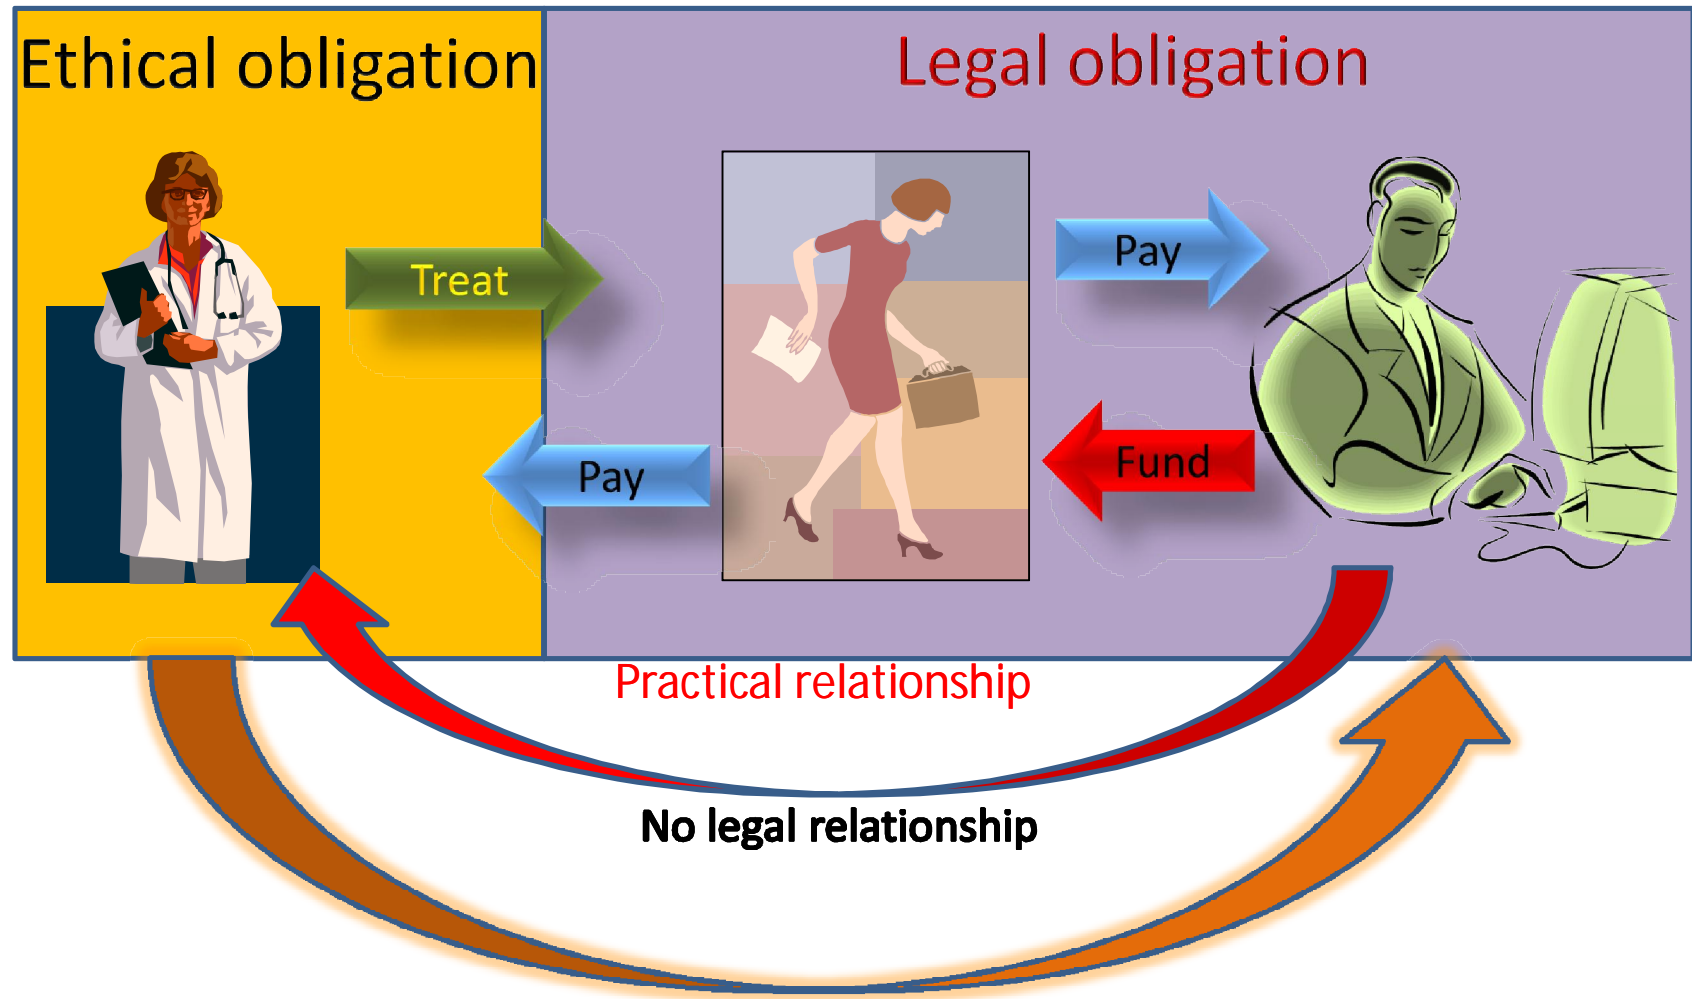 Ethical obligation
Legal obligation
Treat
Pay
Pay
Fund
Practical relationship
No legal relationship